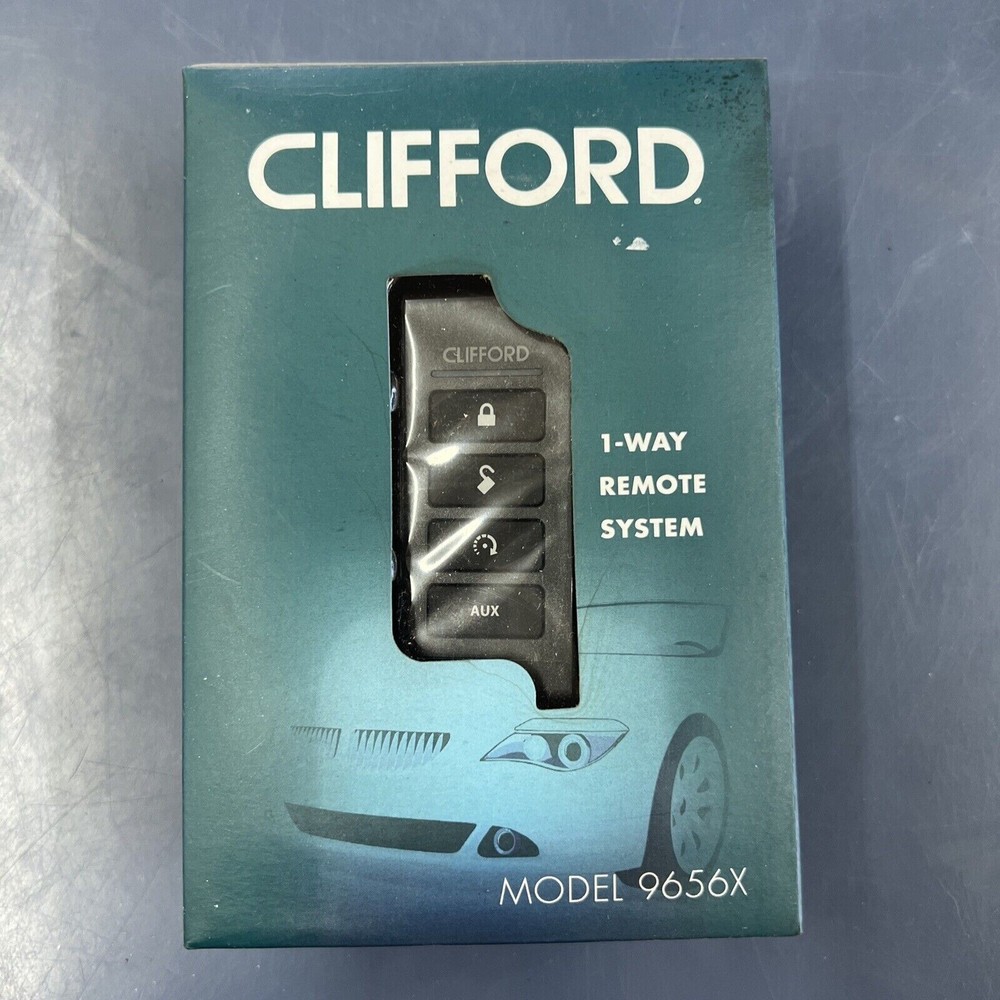 CLIFFORD.
CLIFFORD
1-WAY
REMOTE
SYSTEM
AUX
MODEL 9656X